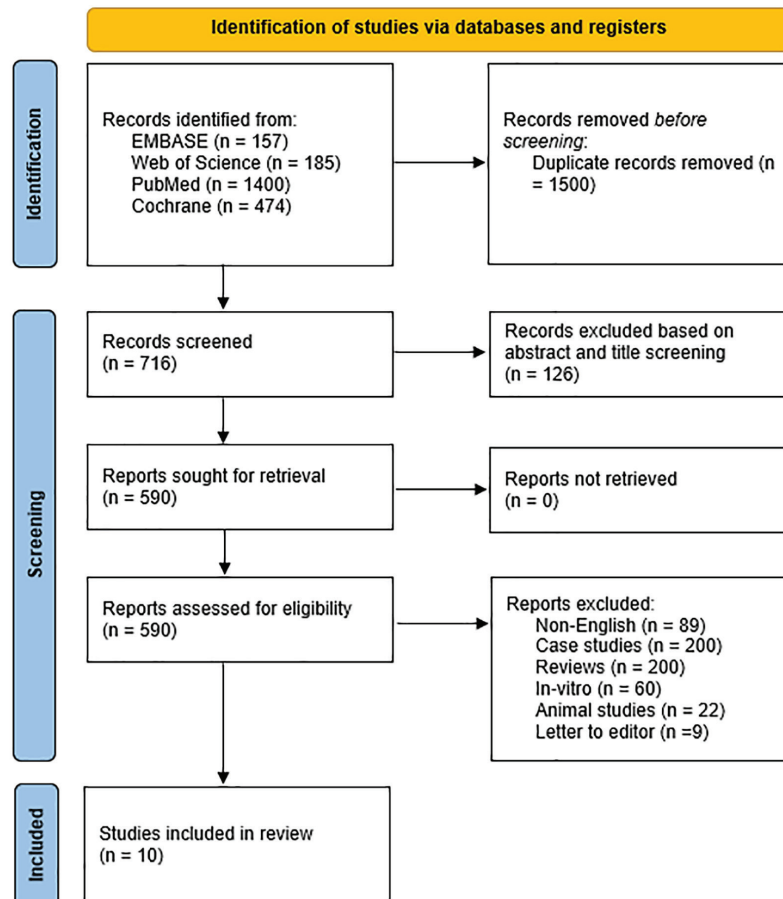 Identification of studies via databases and registers
Identification
Records identified from:
EMBASE (n = 157)
Web of Science (n = 185)
PubMed (n = 1400)
Cochrane (n = 474)
Records removed before
screening:
Duplicate records removed (n
= 1500)
Screening
Records screened
(n = 716)
Records excluded based on
abstract and title screening
(n = 126)
Reports sought for retrieval
(n = 590)
Reports not retrieved
(n = 0)
Reports assessed for eligibility
(n = 590)
Reports excluded:
Non-English (n = 89)
Case studies (n = 200)
Reviews (n = 200)
In-vitro (n = 60)
Animal studies (n = 22)
Letter to editor (n =9)
Included
Studies included in review
(n = 10)